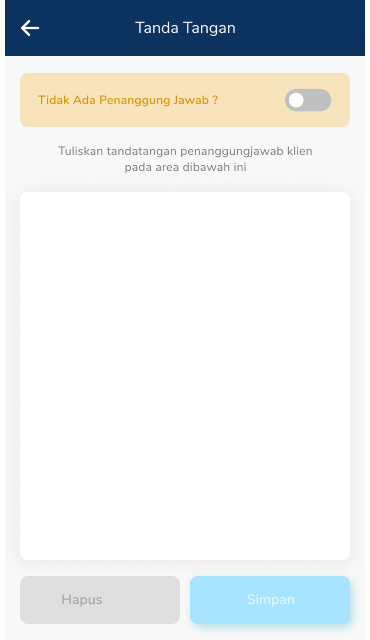 Tanda Tangan
Tidak Ada Penanggung Jawab ?
Tuliskan tandatangan penanggungjawab klien
pada area dibawah ini
Hapus
Simpan